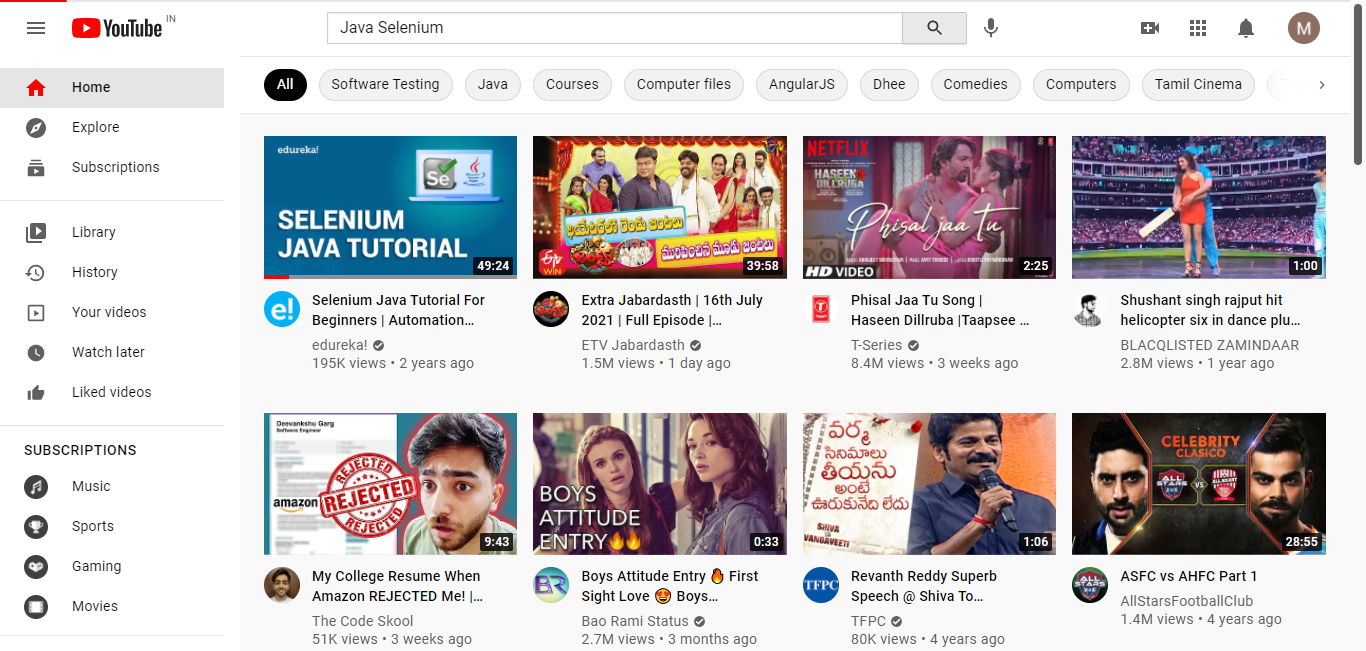 YouTube IN
Java Selenium
M
Home
Explore
Subscriptions
Library
History
Your videos
Watch later
Liked videos
SUBSCRIPTIONS
Music
Sports
Gaming
Movies
All Software Testing Java Courses Computer files AngularJS Dhee Comedies Computers Tamil Cinema
edureka!
Se
SELENIUM
JAVA TUTORIAL
49:24
Selenium Java Tutorial For
Beginners | Automation…
edureka!
195K views • 2 years ago
WIN
39:58
Extra Jabardasth | 16th July
2021 | Full Episode |…
ETV Jabardasth
1.5M views • 1 day ago
NETFLIX
HASEEN
DILLRUBA
Phisal jaa tu
HD VIDEO
2:25
Phisal Jaa Tu Song |
Haseen Dillruba |Taapsee …
T-Series
8.4M views • 3 weeks ago
1:00
Shushant singh rajput hit
helicopter six in dance plu…
BLACQLISTED ZAMINDAAR
2.8M views • 1 year ago
Deevankshu Garg
Software Engineer
amazon
REJECTED
REJECTED
REJECTED
9:43
My College Resume When
Amazon REJECTED Me! |…
The Code Skool
51K views • 3 weeks ago
BOYS
ATTITUDE
ENTRY🔥🔥
0:33
BR
Boys Attitude Entry 🔥 First
Sight Love 🤩 Boys…
Bao Rami Status
2.7M views • 3 months ago
వర్మ
సినిమాలు
తీయను
అంటే
ఊరుకునేది లేదు
SHIVA
TO
VANGAVEETI
1:06
TFPC
Revanth Reddy Superb
Speech @ Shiva To…
TFPC
80K views • 4 years ago
CELEBRITY
CLASICO
ALL STARS VS ALL HEART
28:55
ALL STARS
ASFC vs AHFC Part 1
AllStarsFootballClub
1.4M views • 4 years ago